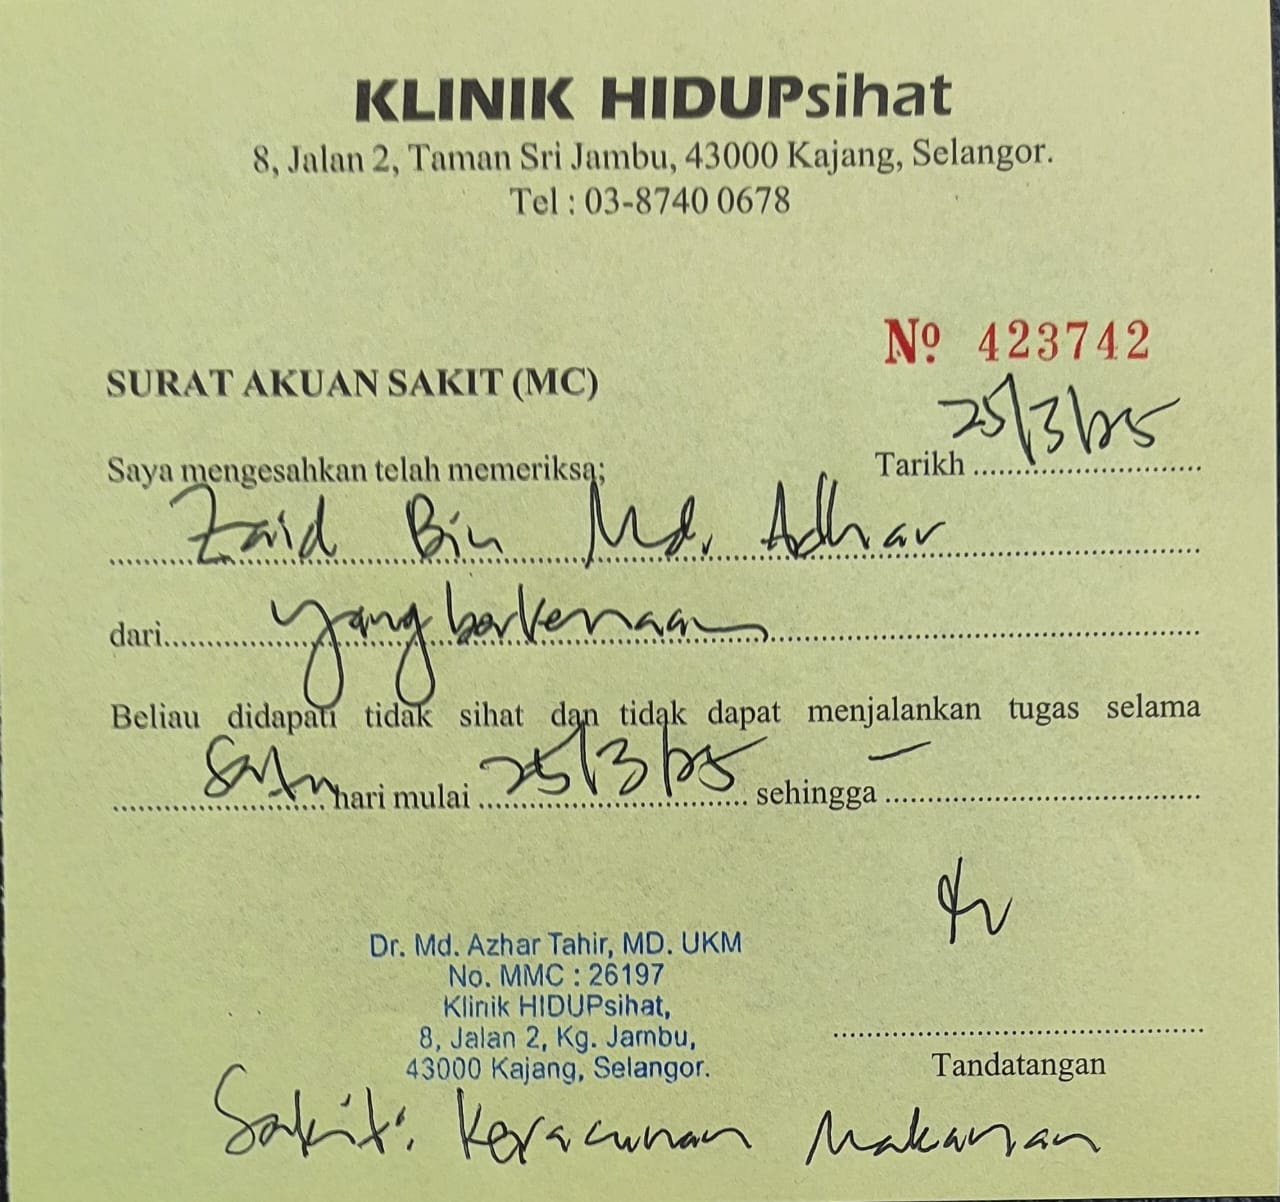 KLINIK HIDUPsihat
8, Jalan 2, Taman Sri Jambu, 43000 Kajang, Selangor.
Tel : 03-8740 0678
Nº 423742
SURAT AKUAN SAKIT (MC)
Tarikh 25/3/25
Saya mengesahkan telah memeriksa;
Zaid Bin Md. Adhar
dari yang berkenaan
Beliau didapati tidak sihat dan tidak dapat menjalankan tugas selama
Satu hari mulai 25/3/25 sehingga —
Dr. Md. Azhar Tahir, MD. UKM
No. MMC : 26197
Klinik HIDUPsihat,
8, Jalan 2, Kg. Jambu,
43000 Kajang, Selangor.
Tandatangan
Sakit: Keracunan Makanan